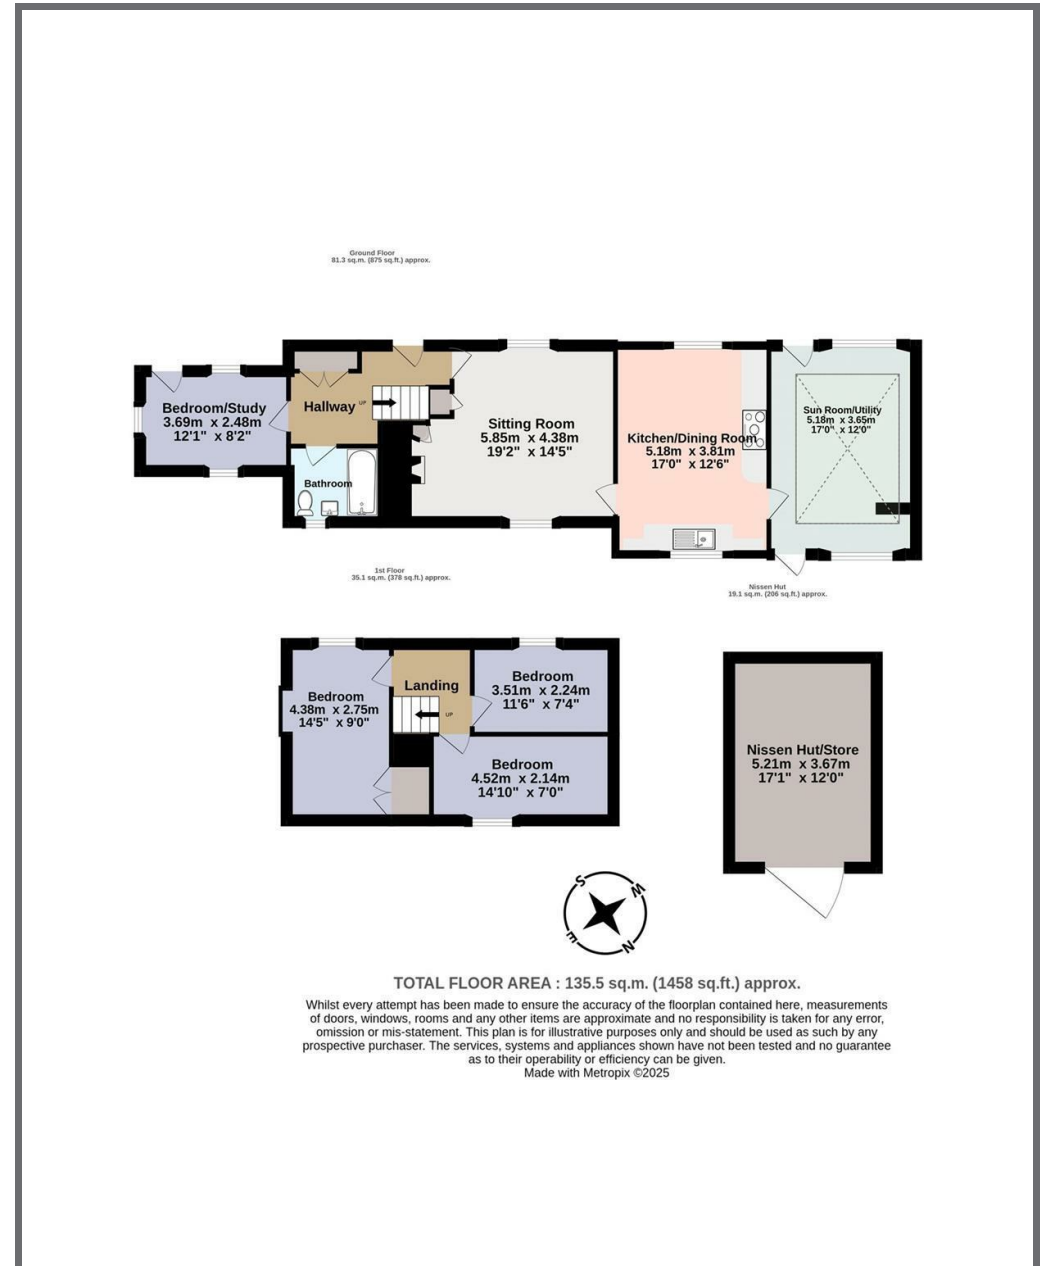 Ground Floor
81.3 sq.m. (875 sq.ft.) approx.
Bedroom/Study
3.69m x 2.48m
12'1" x 8'2"
Hallway
UP
Bathroom
Sitting Room
5.85m x 4.38m
19'2" x 14'5"
Kitchen/Dining Room
5.18m x 3.81m
17'0" x 12'6"
Sun Room/Utility
5.18m x 3.65m
17'0" x 12'0"
1st Floor
35.1 sq.m. (378 sq.ft.) approx.
Bedroom
4.38m x 2.75m
14'5" x 9'0"
Landing
UP
Bedroom
3.51m x 2.24m
11'6" x 7'4"
Bedroom
4.52m x 2.14m
14'10" x 7'0"
Nissen Hut
19.1 sq.m. (206 sq.ft.) approx.
Nissen Hut/Store
5.21m x 3.67m
17'1" x 12'0"
S
W
E
N
TOTAL FLOOR AREA : 135.5 sq.m. (1458 sq.ft.) approx.
Whilst every attempt has been made to ensure the accuracy of the floorplan contained here, measurements
of doors, windows, rooms and any other items are approximate and no responsibility is taken for any error,
omission or mis-statement. This plan is for illustrative purposes only and should be used as such by any
prospective purchaser. The services, systems and appliances shown have not been tested and no guarantee
as to their operability or efficiency can be given.
Made with Metropix ©2025